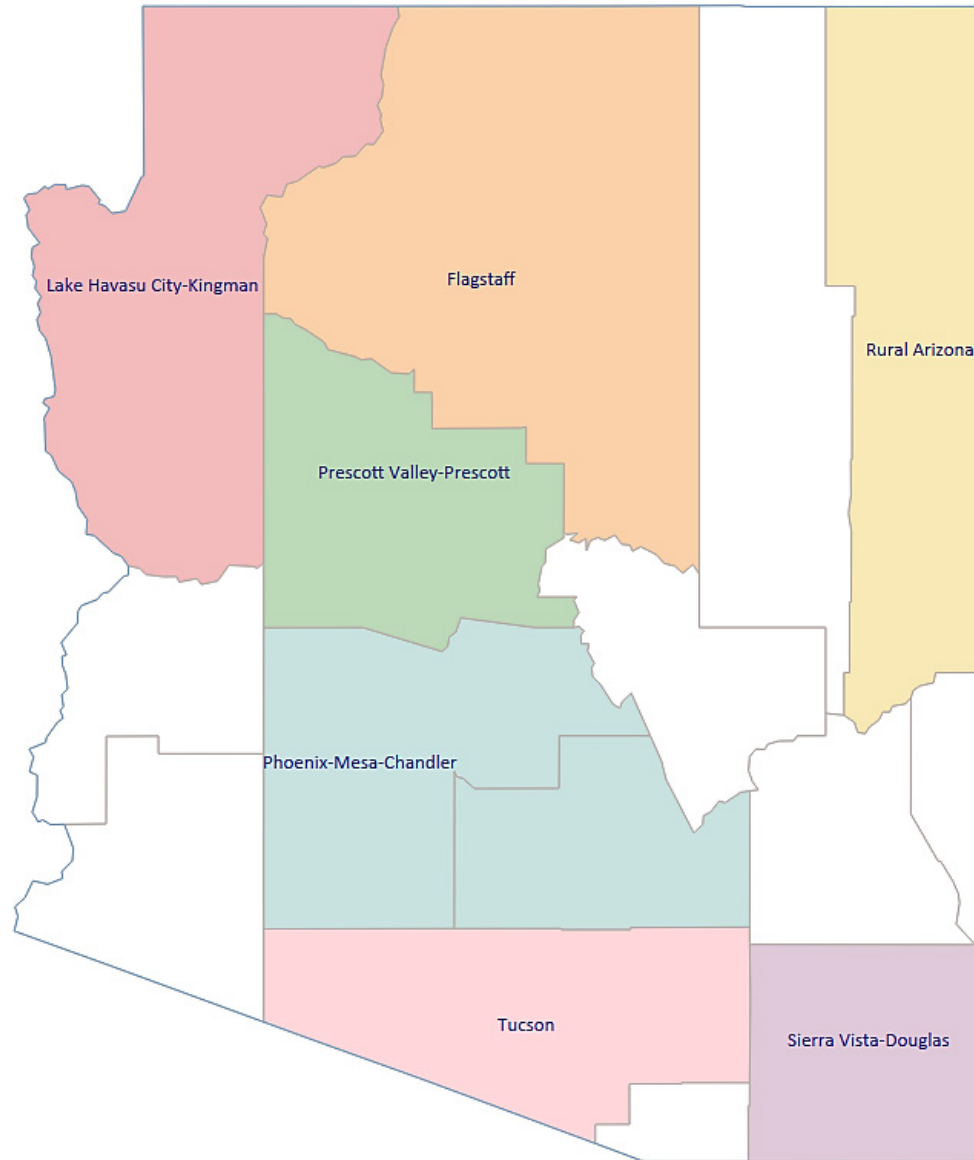 Lake Havasu City-Kingman
Flagstaff
Rural Arizona
Prescott Valley-Prescott
Phoenix-Mesa-Chandler
Tucson
Sierra Vista-Douglas